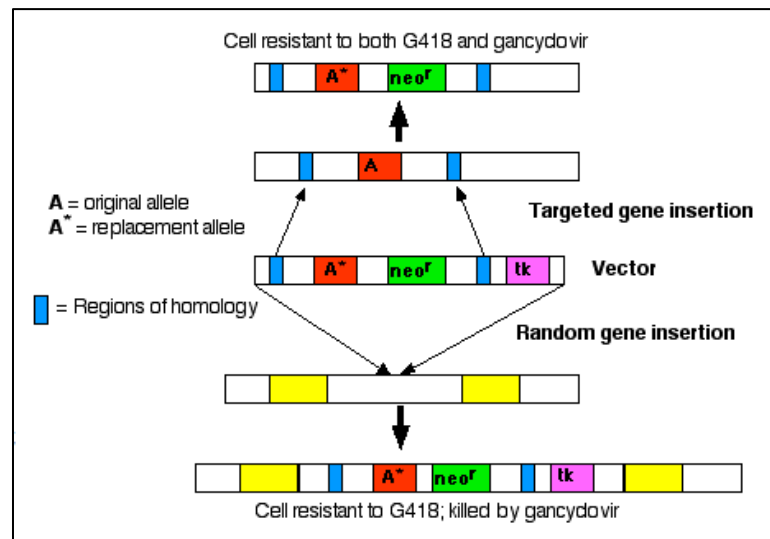 Cell resistant to both G418 and gancydovir
A* neoʳ
A
A = original allele
A* = replacement allele
Targeted gene insertion
A* neoʳ tk Vector
= Regions of homology
Random gene insertion
A* neoʳ tk
Cell resistant to G418; killed by gancydovir